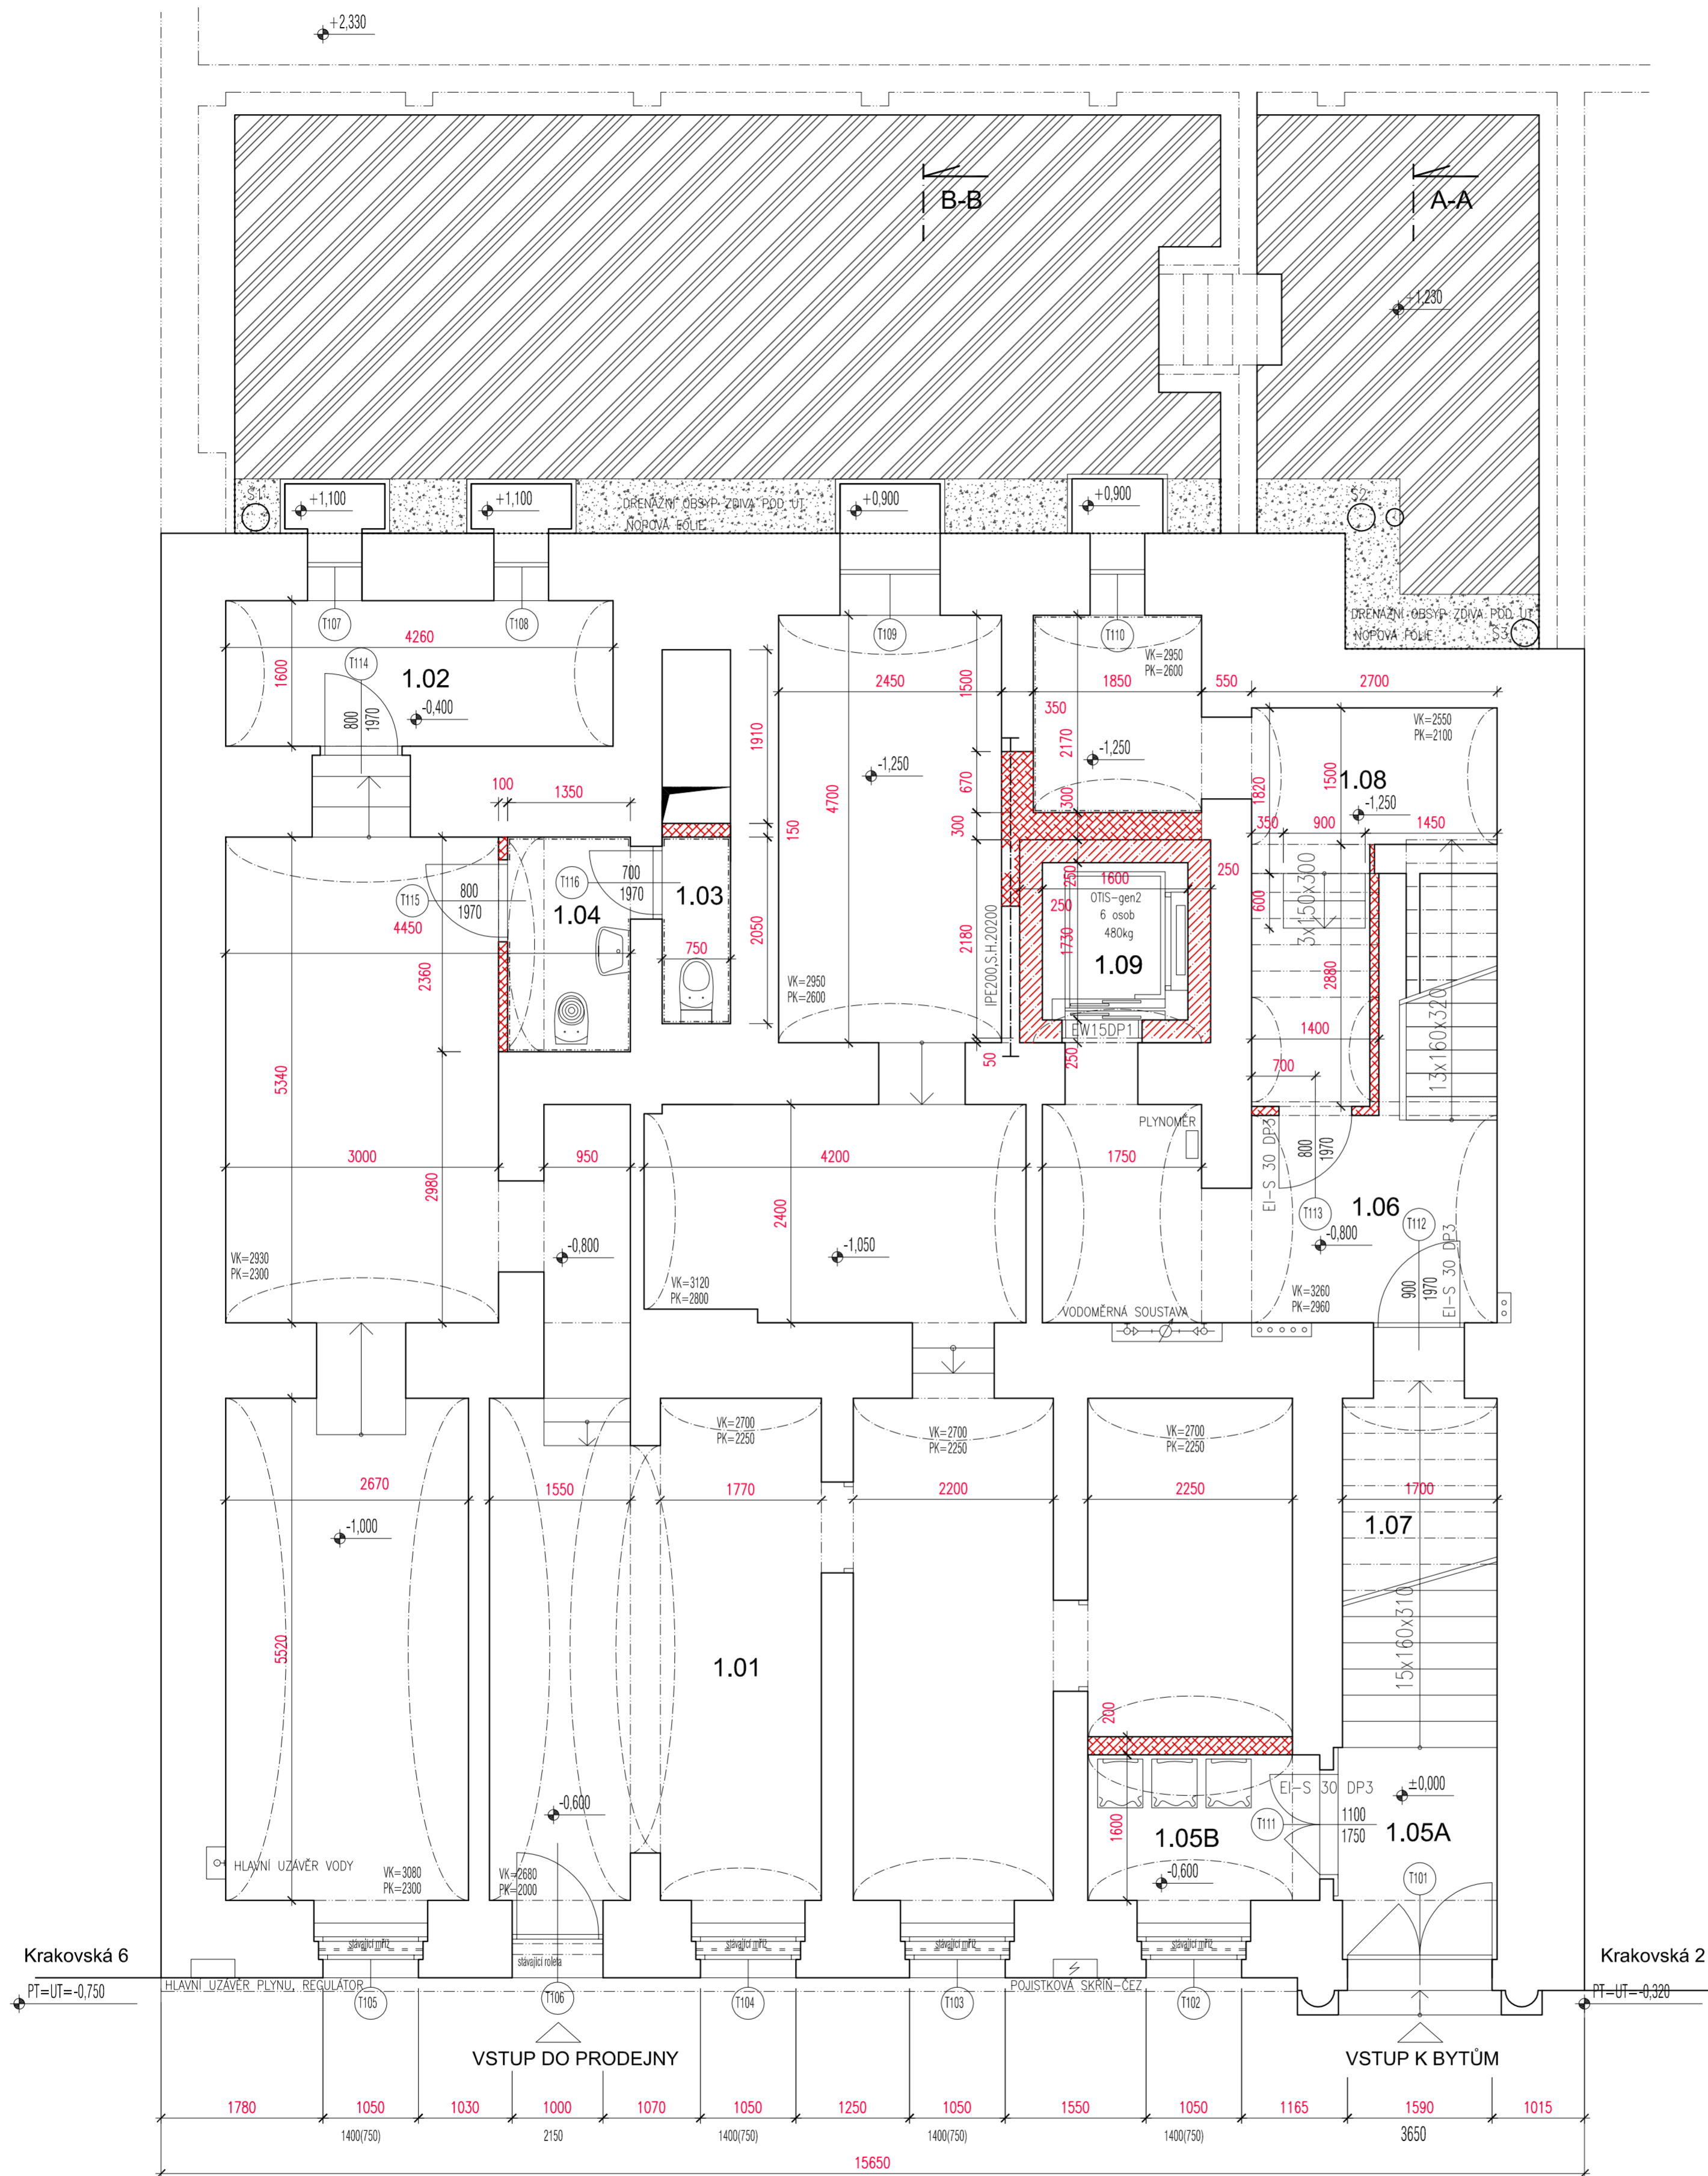 +2,330
B-B
A-A
+1,230
S1
+1,100
+1,100
DRENÁŽNÍ OBSYP ZDIVA POD UT
NOPOVÁ FÓLIE
+0,900
+0,900
S2
DRENÁŽNÍ OBSYP ZDIVA POD UT
NOPOVÁ FÓLIE
S3
T107
T108
T109
T110
4260
1600
T114
1.02
-0,400
800
1970
VK=2950
PK=2600
2450
1500
1850
550
2700
350
2170
1910
-1,250
-1,250
670
VK=2550
PK=2100
1.08
-1,250
1820
1500
100
1350
4700
150
300
300
350
900
1450
T115
800
1970
T116
700
1970
1.03
1.04
4450
2360
750
2050
2180
250
1600
250
250
OTIS-gen2
6 osob
480kg
1730
1.09
IPE200,S.H.20200
600
3x150x300
2880
VK=2950
PK=2600
EW15DP1
50
250
1400
700
13x160x320
5340
3000
950
4200
1750
PLYNOMĚR
EI-S 30 DP3
800
1970
2980
2400
T113
1.06
T112
-0,800
-1,050
-0,800
VK=2930
PK=2300
VK=3120
PK=2800
VODOMĚRNÁ SOUSTAVA
VK=3260
PK=2960
900
1970
EI-S 30 DP3
VK=2700
PK=2250
VK=2700
PK=2250
VK=2700
PK=2250
2670
1550
1770
2200
2250
1700
-1,000
1.07
5520
15x160x310
1.01
200
-0,600
EI-S 30 DP3
±0,000
1600
1.05B
T111
1100
1750
1.05A
-0,600
T101
HLAVNÍ UZÁVĚR VODY
VK=3080
PK=2300
VK=2680
PK=2000
stávající mříž
stávající roleta
stávající mříž
stávající mříž
stávající mříž
Krakovská 6
Krakovská 2
PT=UT=-0,750
HLAVNÍ UZÁVĚR PLYNU, REGULÁTOR
POJISTKOVÁ SKŘÍŇ-ČEZ
PT=UT=-0,320
T105
T106
T104
T103
T102
VSTUP DO PRODEJNY
VSTUP K BYTŮM
1780
1050
1030
1000
1070
1050
1250
1050
1550
1050
1165
1590
1015
1400(750)
2150
1400(750)
1400(750)
1400(750)
3650
15650